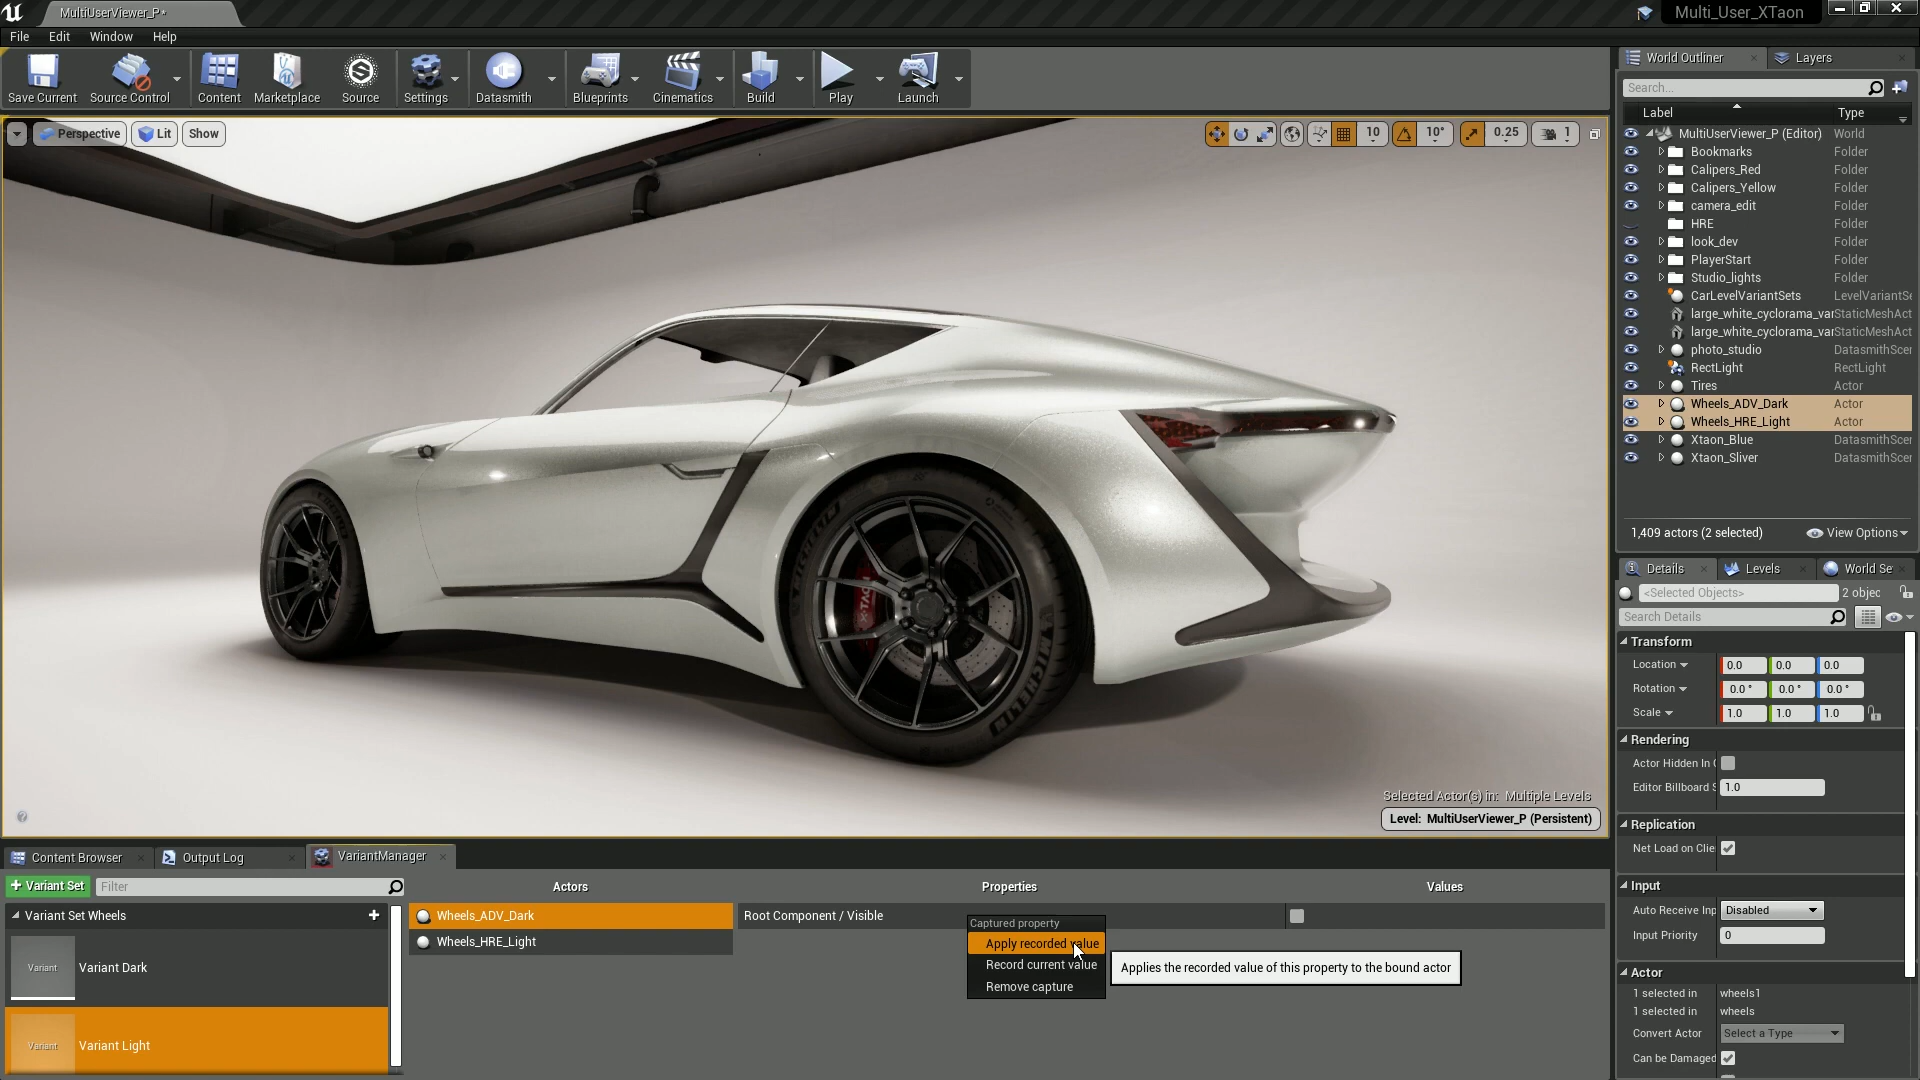 MultiUserViewer_P*
Multi_User_XTaon
File Edit Window Help
Save Current
Source Control
Content
Marketplace
Source
Settings
Datasmith
Blueprints
Cinematics
Build
Play
Launch
Perspective
Lit
Show
10
10°
0.25
1
MICHELIN
Selected Actor(s) in: Multiple Levels
Level: MultiUserViewer_P (Persistent)
World Outliner
Layers
Search...
Label Type
MultiUserViewer_P (Editor) World
Bookmarks Folder
Calipers_Red Folder
Calipers_Yellow Folder
camera_edit Folder
HRE Folder
look_dev Folder
PlayerStart Folder
Studio_lights Folder
CarLevelVariantSets LevelVariantSe
large_white_cyclorama_var StaticMeshAct
large_white_cyclorama_var StaticMeshAct
photo_studio DatasmithScer
RectLight RectLight
Tires Actor
Wheels_ADV_Dark Actor
Wheels_HRE_Light Actor
Xtaon_Blue DatasmithScer
Xtaon_Sliver DatasmithScer
1,409 actors (2 selected)
View Options
Details
Levels
World Se
<Selected Objects>
2 objec
Search Details
Transform
Location 0.0 0.0 0.0
Rotation 0.0 ° 0.0 ° 0.0 °
Scale 1.0 1.0 1.0
Rendering
Actor Hidden In G
Editor Billboard S 1.0
Replication
Net Load on Clie
Input
Auto Receive Inp Disabled
Input Priority 0
Actor
1 selected in wheels1
1 selected in wheels
Convert Actor Select a Type
Can be Damaged
Content Browser
Output Log
VariantManager
+ Variant Set
Filter
Actors
Properties
Values
Variant Set Wheels
+
Variant
Variant Dark
Variant
Variant Light
Wheels_ADV_Dark
Wheels_HRE_Light
Root Component / Visible
Captured property
Apply recorded value
Record current value
Remove capture
Applies the recorded value of this property to the bound actor